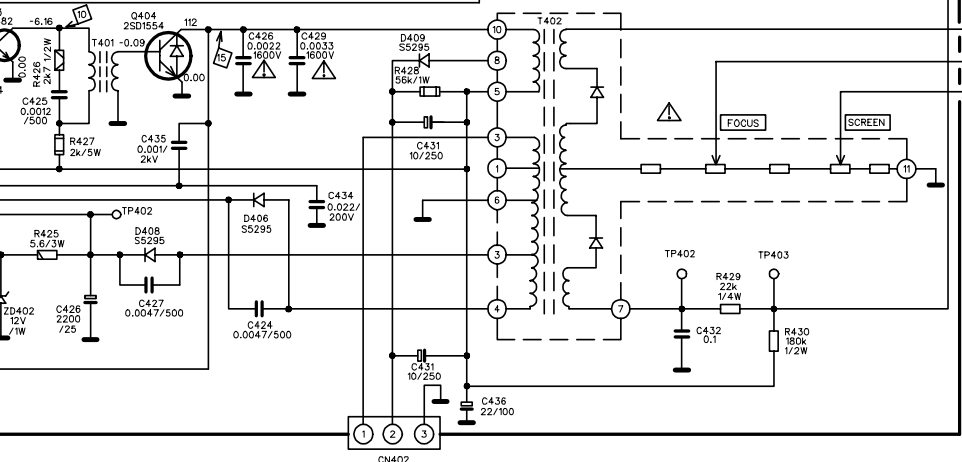 82
-6.16
10
Q404
2SD1554
112
T401
-0.09
0.00
R426
2k7 1/2W
0.00
15
C426
0.0022
1600V
C429
0.0033
1600V
D409
S5295
R428
56k/1W
10
T402
8
5
C425
0.0012
/500
R427
2k/5W
C435
0.001/
2kV
C431
10/250
3
1
6
3
4
FOCUS
SCREEN
11
TP402
C434
0.022/
200V
D406
S5295
R425
5.6/3W
D408
S5295
C427
0.0047/500
ZD402
12V
/1W
C426
2200
/25
C424
0.0047/500
TP402
TP403
R429
22k
1/4W
7
C432
0.1
R430
180k
1/2W
C431
10/250
C436
22/100
1
2
3
CN402